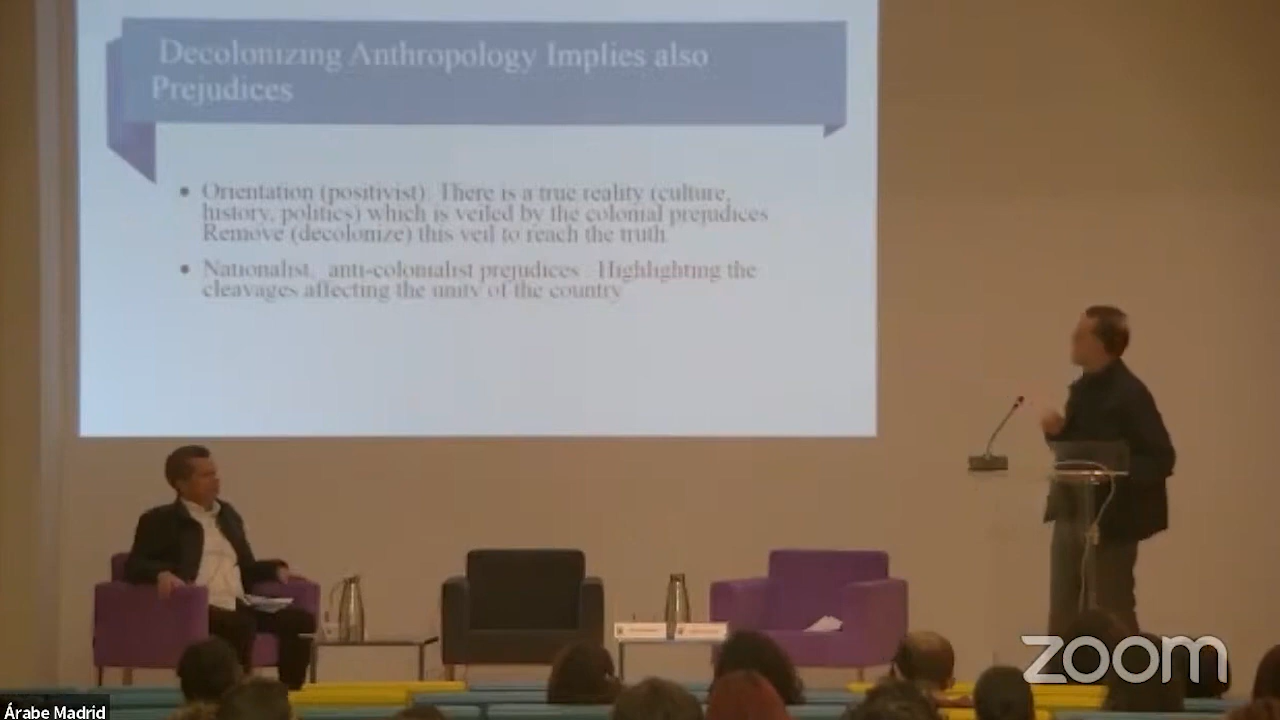 Decolonizing Anthropology Implies also
Prejudices
• Orientation (positivist). There is a true reality (culture,
history, politics) which is veiled by the colonial prejudices
Remove (decolonize) this veil to reach the truth
• Nationalist, anti-colonialist prejudices : Highlighting the
cleavages affecting the unity of the country
zoom
Árabe Madrid